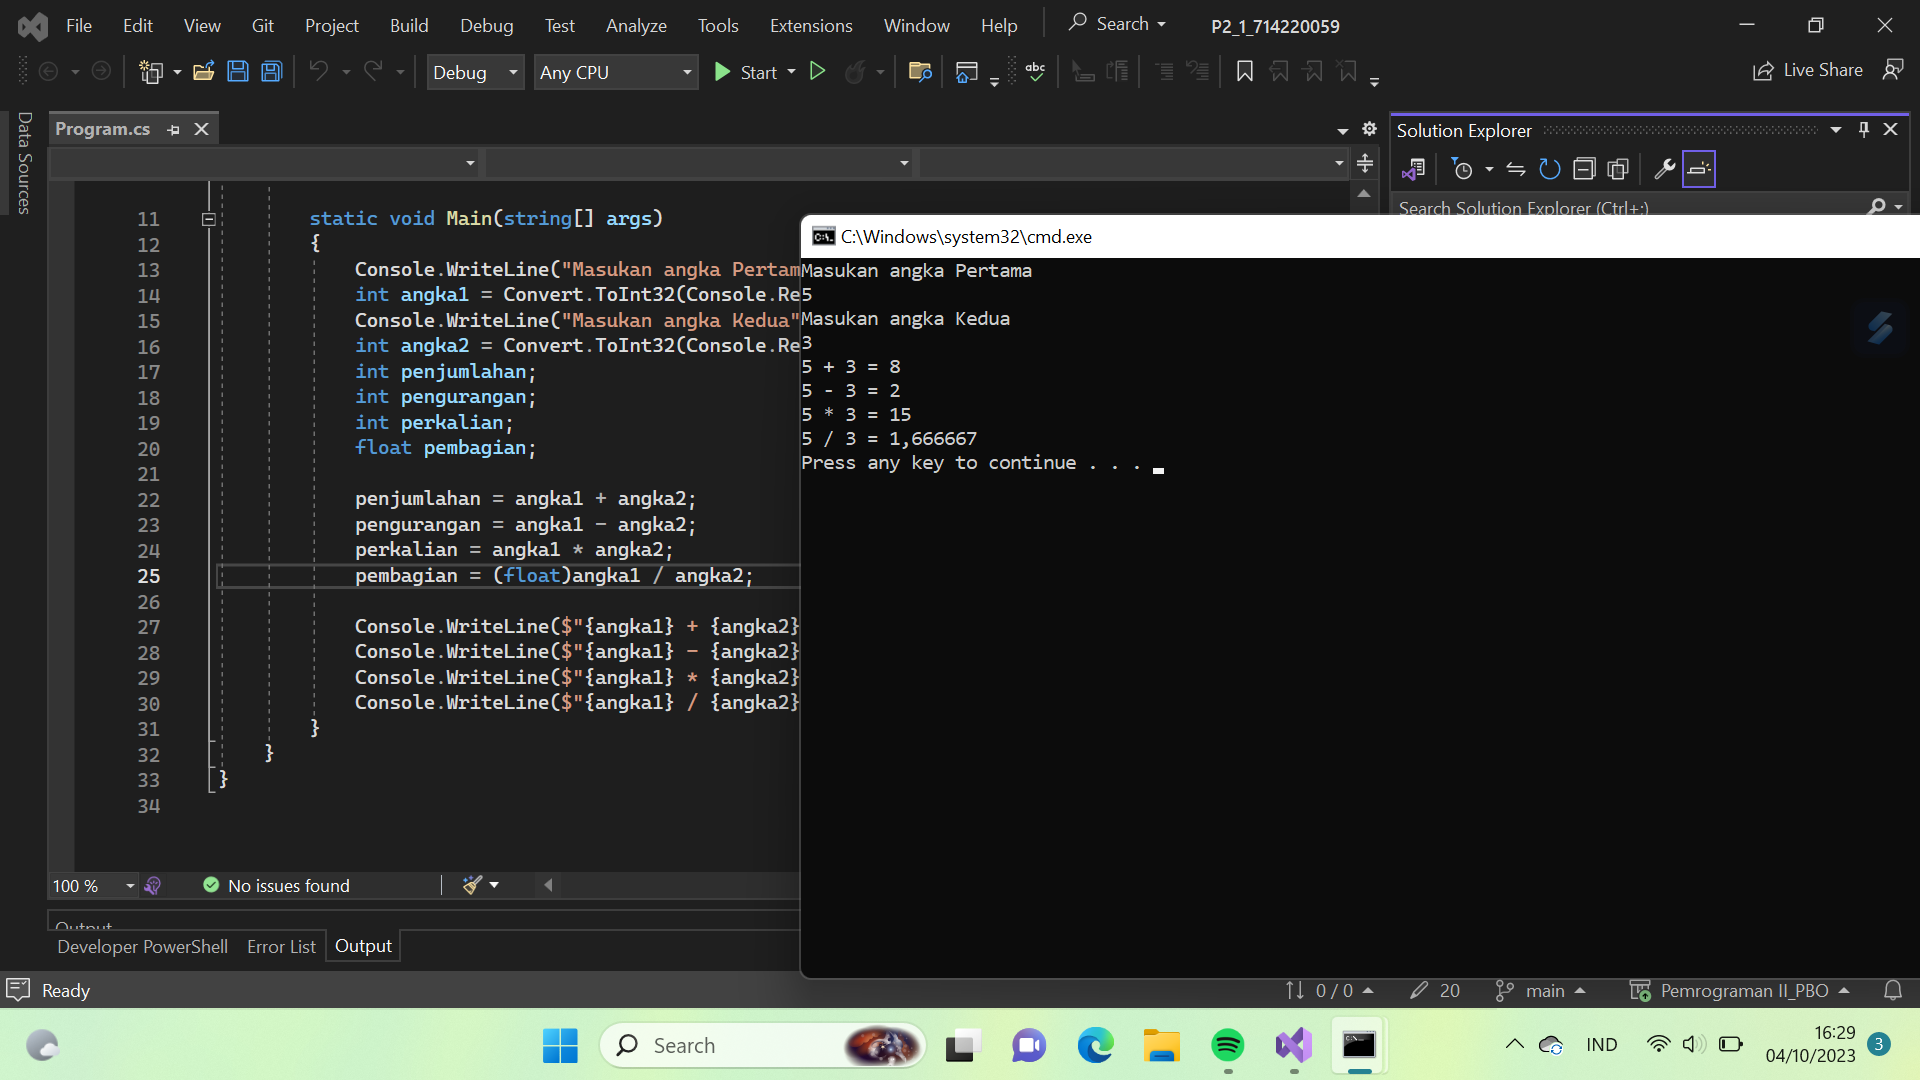 File Edit View Git Project Build Debug Test Analyze Tools Extensions Window Help Search P2_1_714220059
Debug Any CPU Start Live Share
Data Sources
Program.cs
Solution Explorer
Search Solution Explorer (Ctrl+;)
11 static void Main(string[] args)
12 {
13 Console.WriteLine("Masukan angka Pertam
14 int angka1 = Convert.ToInt32(Console.Re
15 Console.WriteLine("Masukan angka Kedua"
16 int angka2 = Convert.ToInt32(Console.Re
17 int penjumlahan;
18 int pengurangan;
19 int perkalian;
20 float pembagian;
21
22 penjumlahan = angka1 + angka2;
23 pengurangan = angka1 - angka2;
24 perkalian = angka1 * angka2;
25 pembagian = (float)angka1 / angka2;
26
27 Console.WriteLine($"{angka1} + {angka2}
28 Console.WriteLine($"{angka1} - {angka2}
29 Console.WriteLine($"{angka1} * {angka2}
30 Console.WriteLine($"{angka1} / {angka2}
31 }
32 }
33 }
34
C:\Windows\system32\cmd.exe
Masukan angka Pertama
5
Masukan angka Kedua
3
5 + 3 = 8
5 - 3 = 2
5 * 3 = 15
5 / 3 = 1,666667
Press any key to continue . . .
100 % No issues found
Output
Developer PowerShell Error List Output
Ready 0 / 0 20 main Pemrograman II_PBO
Search IND 16:29
04/10/2023 3